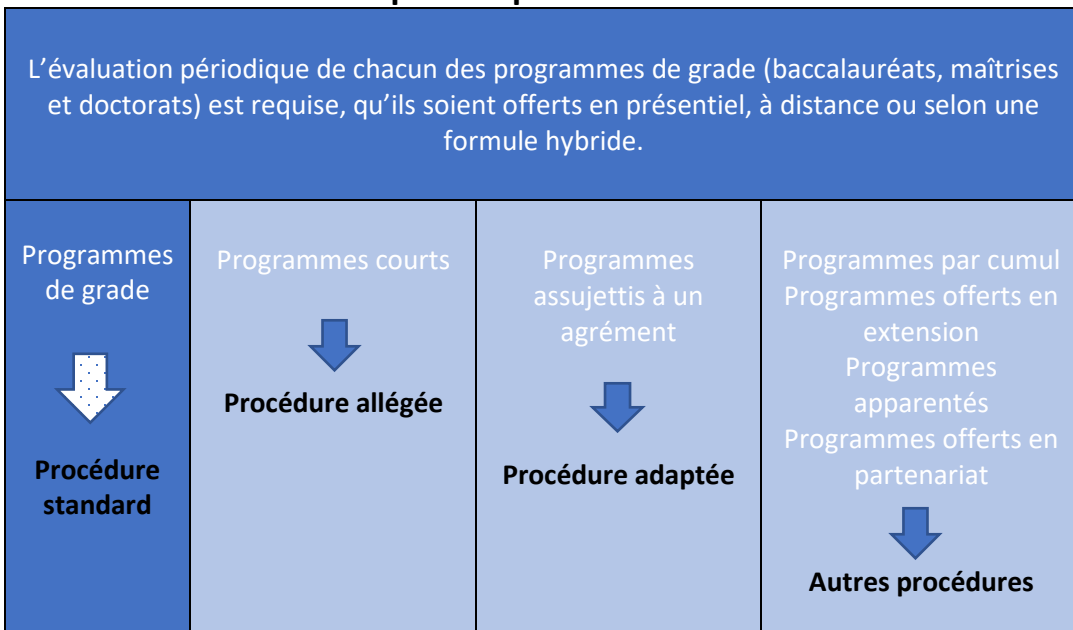 L’évaluation périodique de chacun des programmes de grade (baccalauréats, maîtrises
et doctorats) est requise, qu’ils soient offerts en présentiel, à distance ou selon une
formule hybride.
Programmes
de grade
Procédure
standard
Programmes courts
Procédure allégée
Programmes
assujettis à un
agrément
Procédure adaptée
Programmes par cumul
Programmes offerts en
extension
Programmes
apparentés
Programmes offerts en
partenariat
Autres procédures